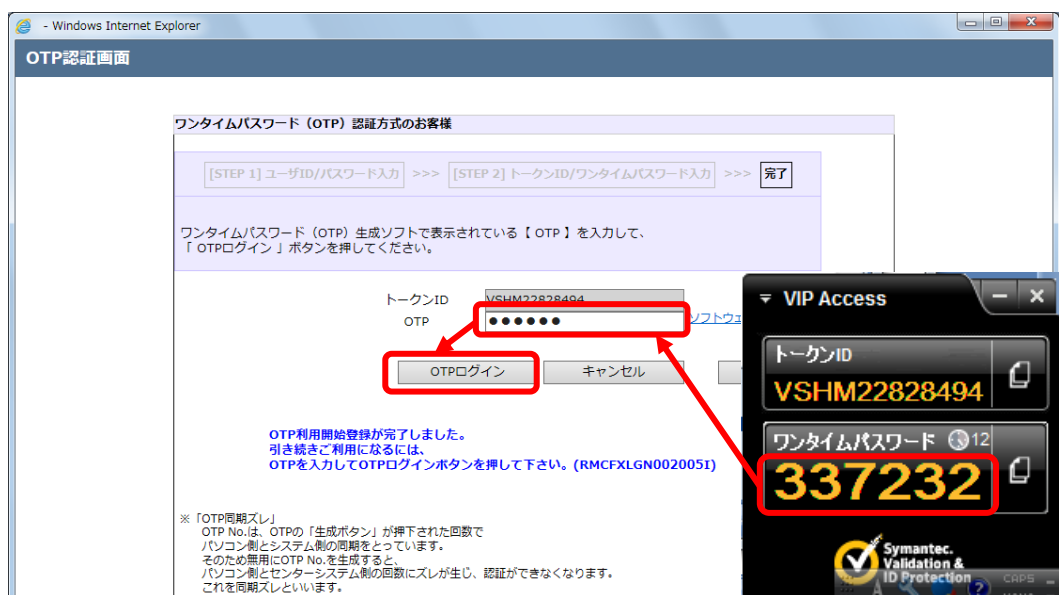 - Windows Internet Explorer
OTP認証画面
ワンタイムパスワード（OTP）認証方式のお客様
[STEP 1] ユーザID/パスワード入力 >>> [STEP 2] トークンID/ワンタイムパスワード入力 >>> 完了
ワンタイムパスワード（OTP）生成ソフトで表示されている【 OTP 】を入力して、
「 OTPログイン 」ボタンを押してください。
トークンID VSHM22828494
OTP ●●●●●● ソフトウェ
OTPログイン キャンセル
OTP利用開始登録が完了しました。
引き続きご利用になるには、
OTPを入力してOTPログインボタンを押して下さい。(RMCFXLGN002005I)
※「OTP同期ズレ」
OTP No.は、OTPの「生成ボタン」が押下された回数で
パソコン側とシステム側の同期をとっています。
そのため無用にOTP No.を生成すると、
パソコン側とセンターシステム側の回数にズレが生じ、認証ができなくなります。
これを同期ズレといいます。
VIP Access
トークンID
VSHM22828494
ワンタイムパスワード 12
337232
Symantec.
Validation &
ID Protection
CAPS